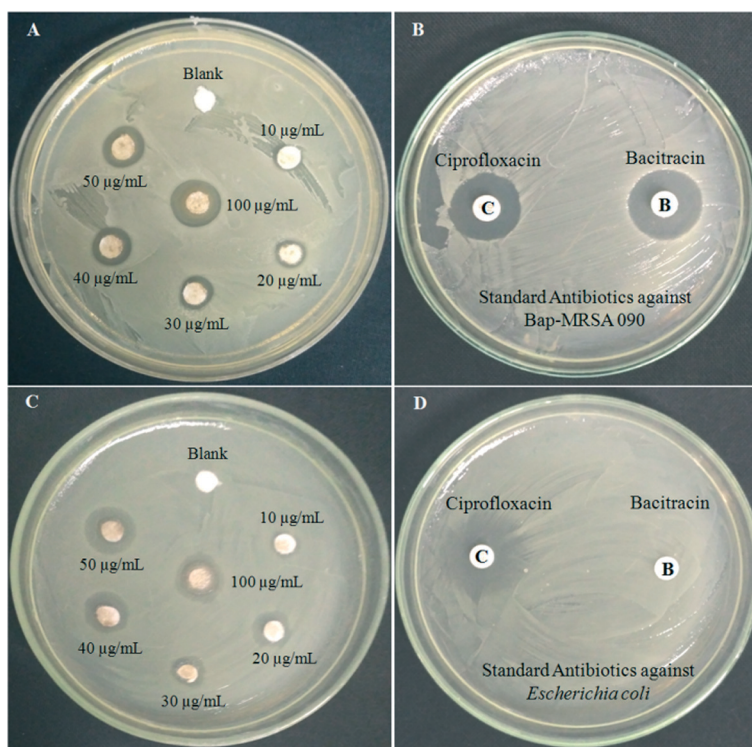 A
Blank
10 µg/mL
50 µg/mL
100 µg/mL
40 µg/mL
20 µg/mL
30 µg/mL
B
Ciprofloxacin
Bacitracin
C
B
Standard Antibiotics against
Bap-MRSA 090
C
Blank
10 µg/mL
50 µg/mL
100 µg/mL
40 µg/mL
20 µg/mL
30 µg/mL
D
Ciprofloxacin
Bacitracin
C
B
Standard Antibiotics against
Escherichia coli